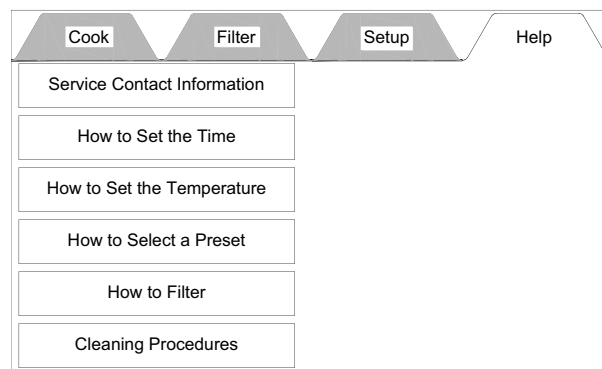 Cook Filter Setup Help
Service Contact Information
How to Set the Time
How to Set the Temperature
How to Select a Preset
How to Filter
Cleaning Procedures